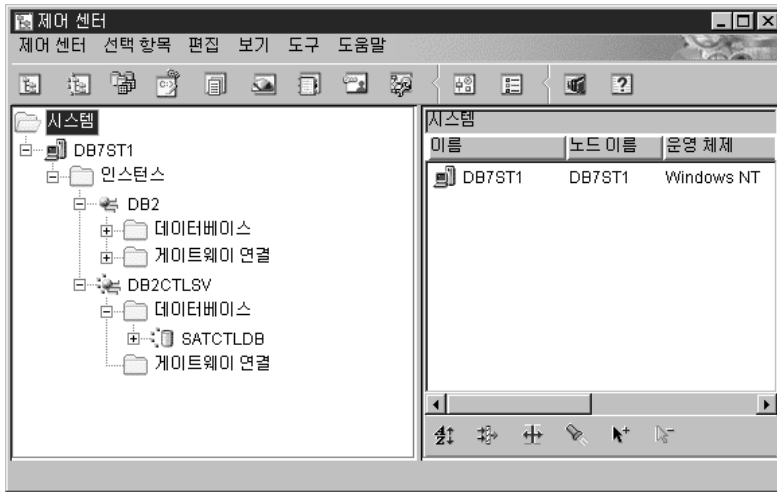 제어 센터
제어 센터 선택 항목 편집 보기 도구 도움말
시스템
DB7ST1
인스턴스
DB2
데이터베이스
게이트웨이 연결
DB2CTLSV
데이터베이스
SATCTLDB
게이트웨이 연결
시스템
이름 노드 이름 운영 체제
DB7ST1 DB7ST1 Windows NT